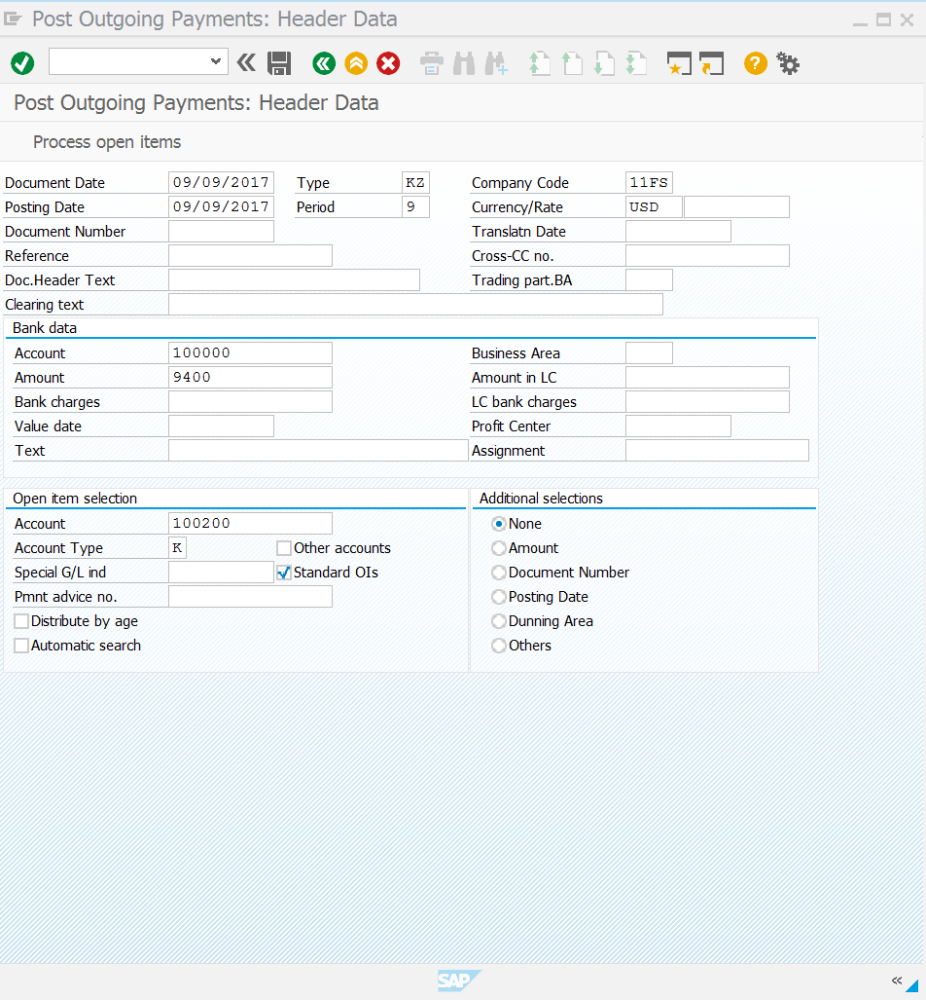 Post Outgoing Payments: Header Data
Post Outgoing Payments: Header Data
Process open items
Document Date 09/09/2017 Type KZ Company Code 11FS
Posting Date 09/09/2017 Period 9 Currency/Rate USD
Document Number Translatn Date
Reference Cross-CC no.
Doc.Header Text Trading part.BA
Clearing text
Bank data
Account 100000 Business Area
Amount 9400 Amount in LC
Bank charges LC bank charges
Value date Profit Center
Text Assignment
Open item selection Additional selections
Account 100200 None
Account Type K Other accounts Amount
Special G/L ind Standard OIs Document Number
Pmnt advice no. Posting Date
Distribute by age Dunning Area
Automatic search Others
SAP